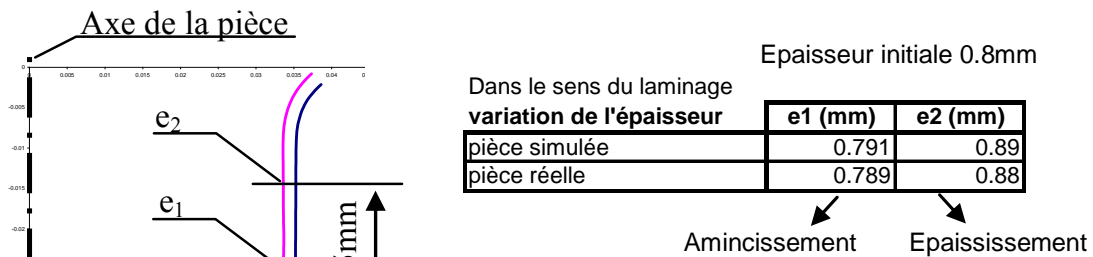 Axe de la pièce
0 0.005 0.01 0.015 0.02 0.025 0.03 0.035 0.04 0
-0.005
-0.01
-0.015
-0.02
e2
e1
mm
Epaisseur initiale 0.8mm
Dans le sens du laminage
variation de l'épaisseur e1 (mm) e2 (mm)
pièce simulée 0.791 0.89
pièce réelle 0.789 0.88
Amincissement Epaississement